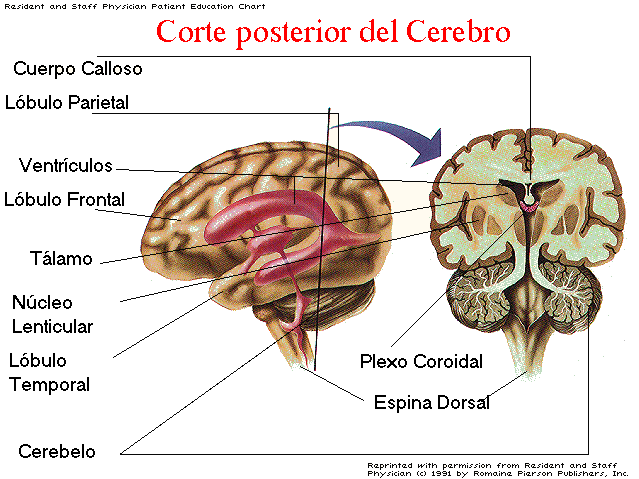 Resident and Staff Physician Patient Education Chart
Corte posterior del Cerebro
Cuerpo Calloso
Lóbulo Parietal
Ventrículos
Lóbulo Frontal
Tálamo
Núcleo
Lenticular
Lóbulo
Temporal
Plexo Coroidal
Espina Dorsal
Cerebelo
Reprinted with permission from Resident and Staff
Physician (c) 1991 by Romaine Pierson Publishers, Inc.